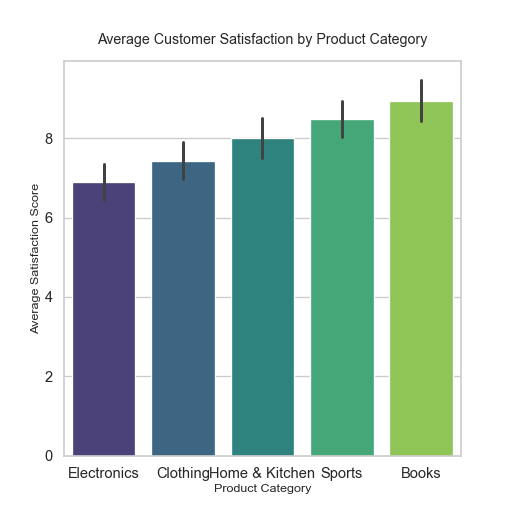 Average Customer Satisfaction by Product Category
Average Satisfaction Score
8
6
4
2
0
Electronics Clothing Home & Kitchen Sports Books
Product Category